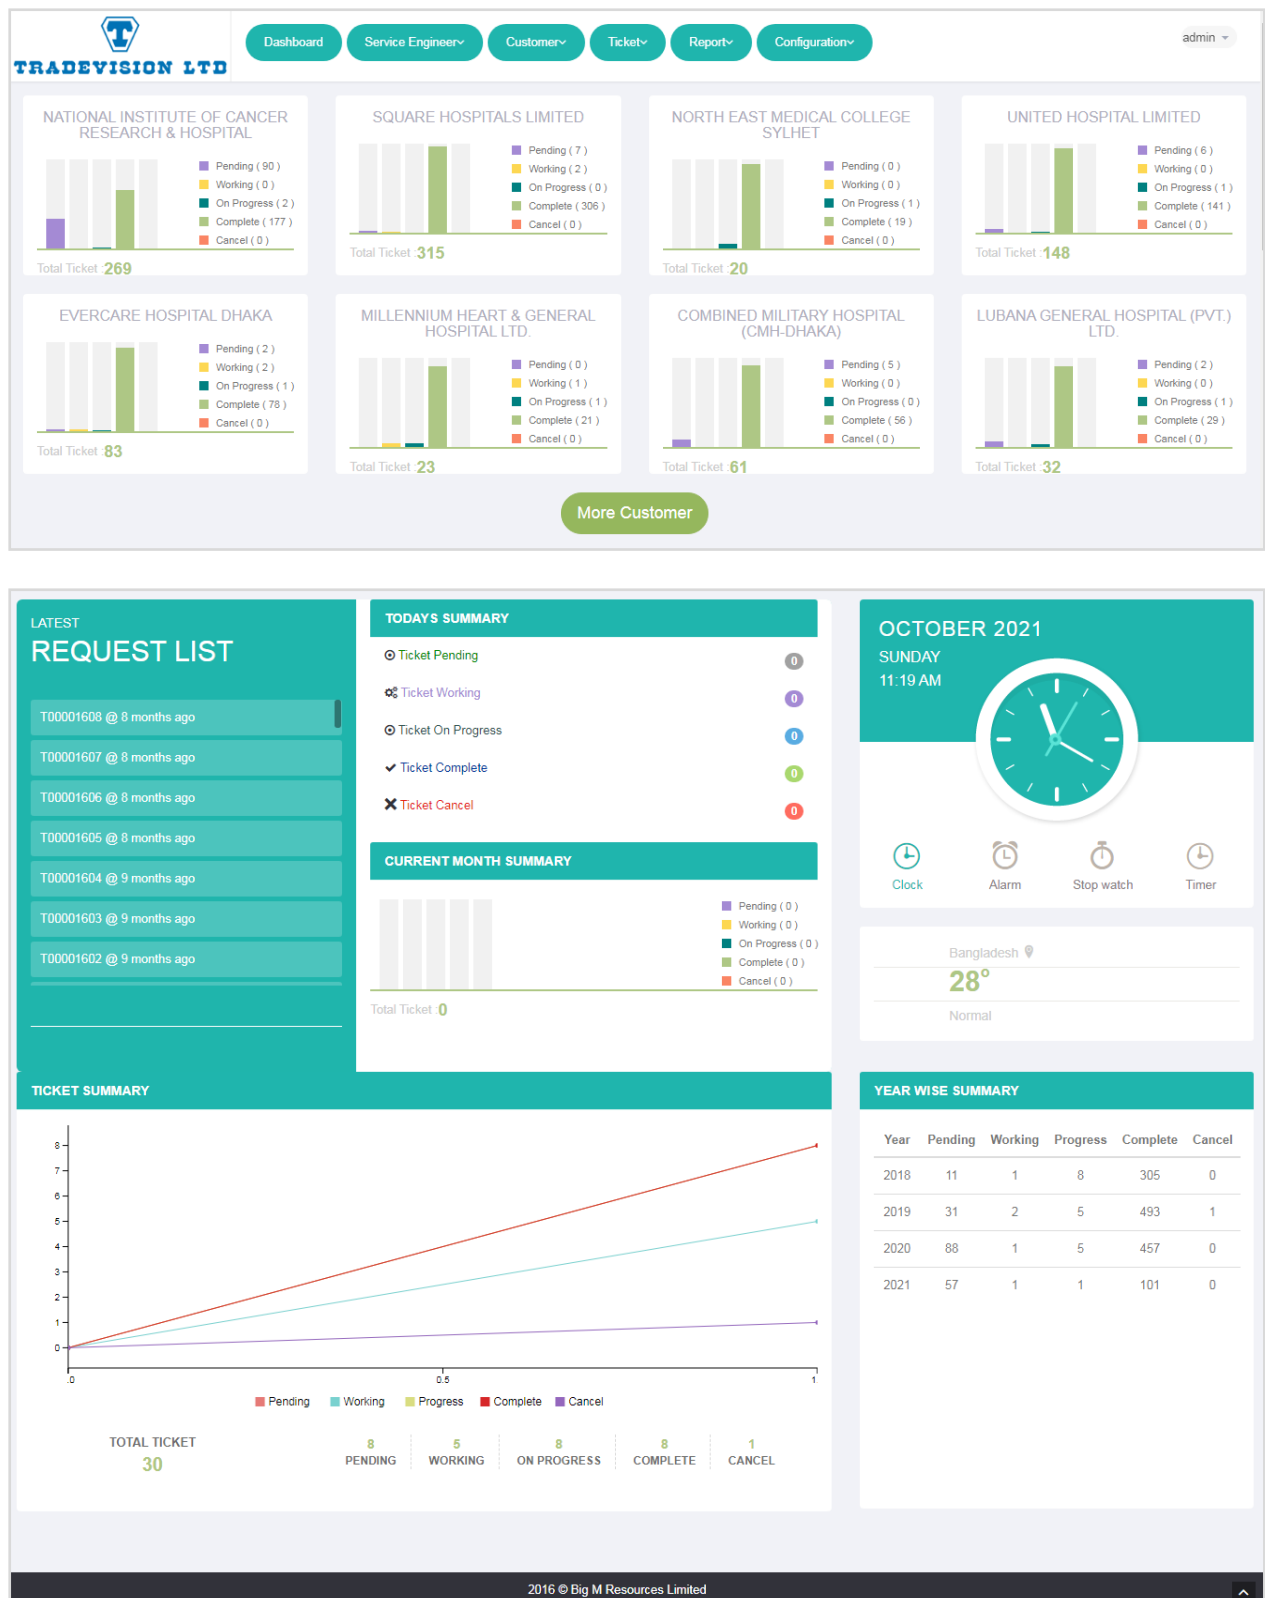 T
TRADEVISION LTD
Dashboard
Service Engineer
Customer
Ticket
Report
Configuration
admin
NATIONAL INSTITUTE OF CANCER
RESEARCH & HOSPITAL
Pending ( 90 )
Working ( 0 )
On Progress ( 2 )
Complete ( 177 )
Cancel ( 0 )
Total Ticket :269
SQUARE HOSPITALS LIMITED
Pending ( 7 )
Working ( 2 )
On Progress ( 0 )
Complete ( 306 )
Cancel ( 0 )
Total Ticket :315
NORTH EAST MEDICAL COLLEGE
SYLHET
Pending ( 0 )
Working ( 0 )
On Progress ( 1 )
Complete ( 19 )
Cancel ( 0 )
Total Ticket :20
UNITED HOSPITAL LIMITED
Pending ( 6 )
Working ( 0 )
On Progress ( 1 )
Complete ( 141 )
Cancel ( 0 )
Total Ticket :148
EVERCARE HOSPITAL DHAKA
Pending ( 2 )
Working ( 2 )
On Progress ( 1 )
Complete ( 78 )
Cancel ( 0 )
Total Ticket :83
MILLENNIUM HEART & GENERAL
HOSPITAL LTD.
Pending ( 0 )
Working ( 1 )
On Progress ( 1 )
Complete ( 21 )
Cancel ( 0 )
Total Ticket :23
COMBINED MILITARY HOSPITAL
(CMH-DHAKA)
Pending ( 5 )
Working ( 0 )
On Progress ( 0 )
Complete ( 56 )
Cancel ( 0 )
Total Ticket :61
LUBANA GENERAL HOSPITAL (PVT.)
LTD.
Pending ( 2 )
Working ( 0 )
On Progress ( 1 )
Complete ( 29 )
Cancel ( 0 )
Total Ticket :32
More Customer
LATEST
REQUEST LIST
T00001608 @ 8 months ago
T00001607 @ 8 months ago
T00001606 @ 8 months ago
T00001605 @ 8 months ago
T00001604 @ 9 months ago
T00001603 @ 9 months ago
T00001602 @ 9 months ago
TODAYS SUMMARY
Ticket Pending 0
Ticket Working 0
Ticket On Progress 0
Ticket Complete 0
Ticket Cancel 0
CURRENT MONTH SUMMARY
Pending ( 0 )
Working ( 0 )
On Progress ( 0 )
Complete ( 0 )
Cancel ( 0 )
Total Ticket :0
OCTOBER 2021
SUNDAY
11:19 AM
Clock
Alarm
Stop watch
Timer
Bangladesh
28°
Normal
TICKET SUMMARY
8
7
6
5
4
3
2
1
0
.0 0.5 1.
Pending Working Progress Complete Cancel
TOTAL TICKET
30
8
PENDING
5
WORKING
8
ON PROGRESS
8
COMPLETE
1
CANCEL
YEAR WISE SUMMARY
Year Pending Working Progress Complete Cancel
2018 11 1 8 305 0
2019 31 2 5 493 1
2020 88 1 5 457 0
2021 57 1 1 101 0
2016 © Big M Resources Limited